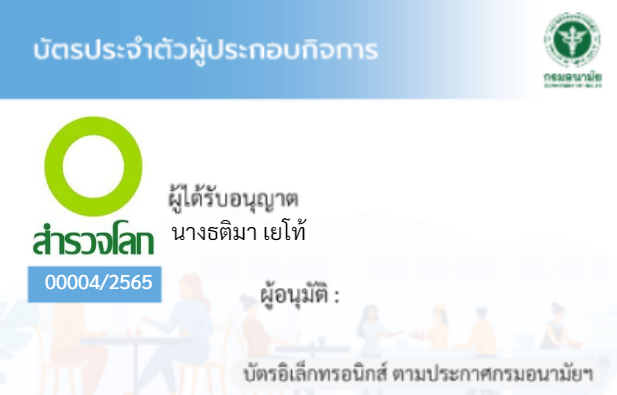 บัตรประจำตัวผู้ประกอบกิจการ
กรมอนามัย
DEPARTMENT OF HEALTH
สำรวจโลก
ผู้ได้รับอนุญาต
นางธติมา เยโท้
00004/2565
ผู้อนุมัติ :
บัตรอิเล็กทรอนิกส์ ตามประกาศกรมอนามัยฯ